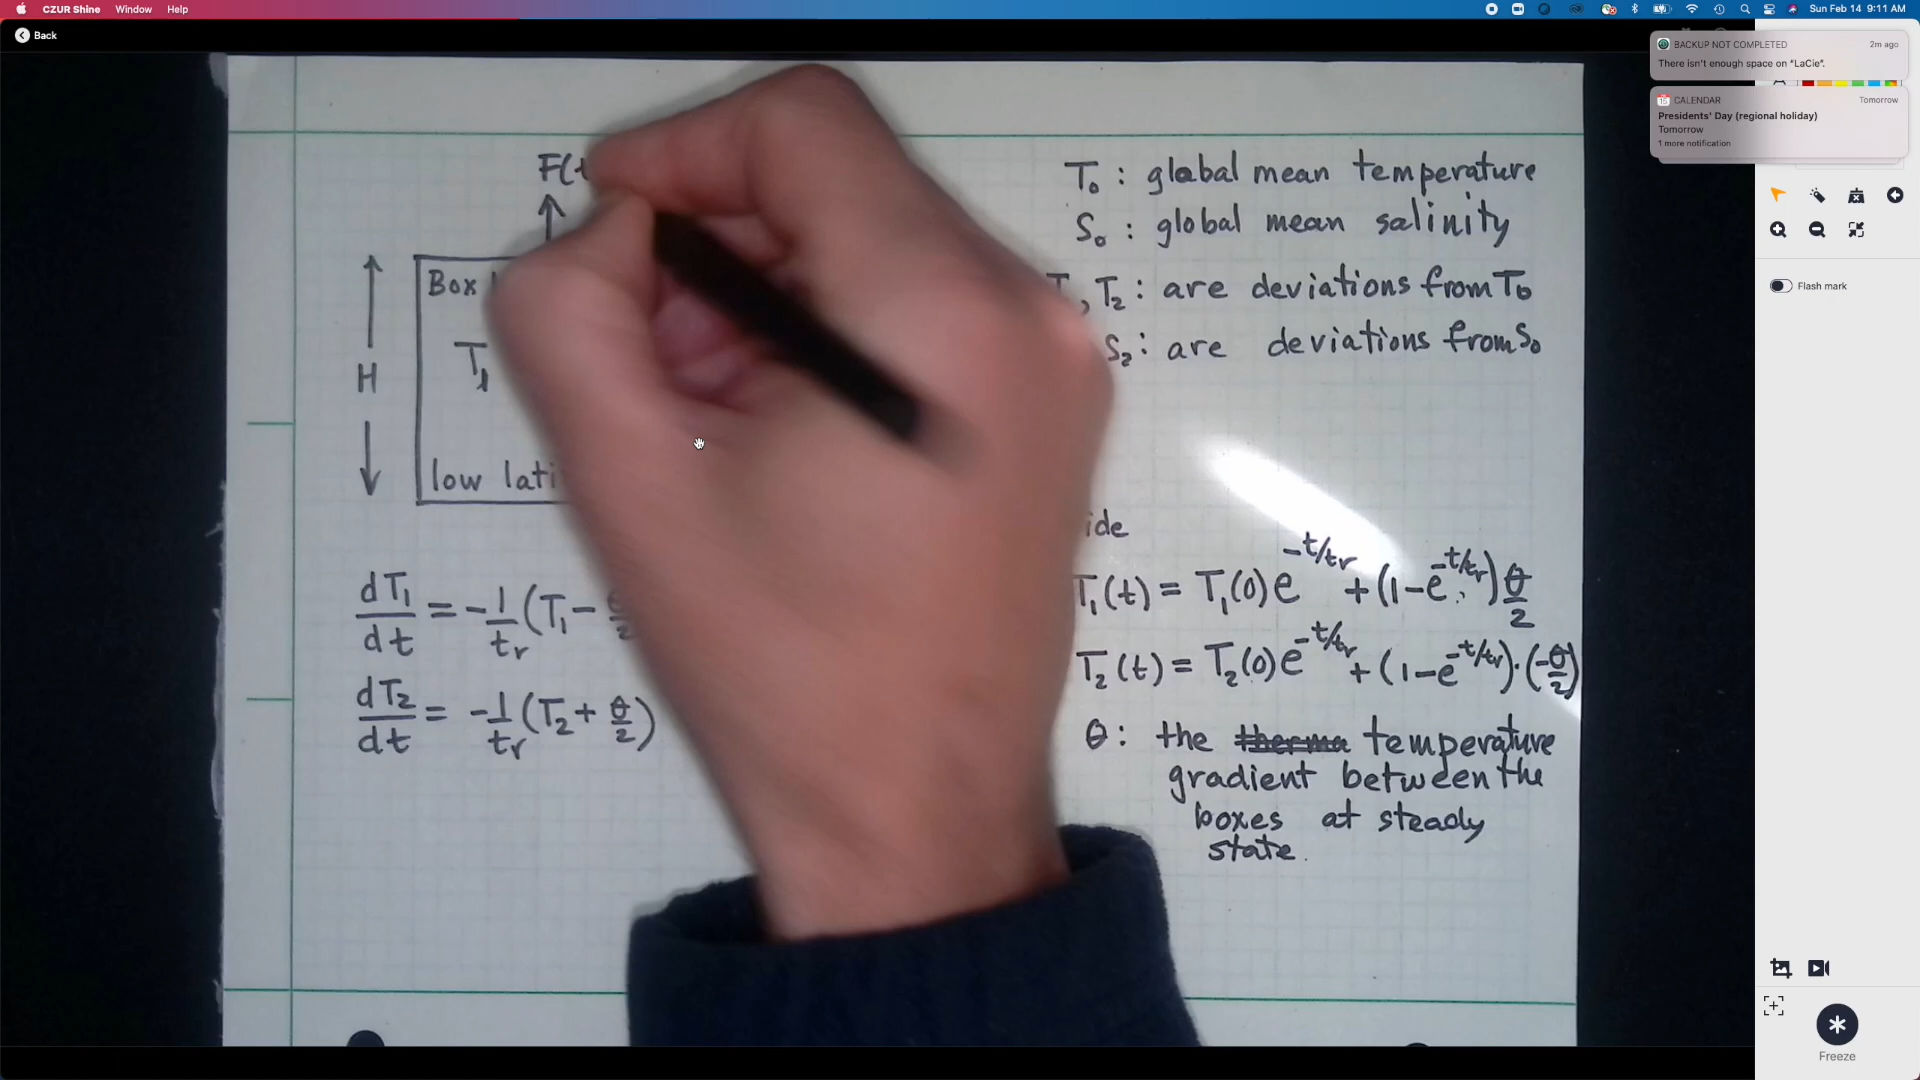 CZUR Shine Window Help Sun Feb 14 9:11 AM
Back
BACKUP NOT COMPLETED 2m ago
There isn't enough space on "LaCie".
CALENDAR Tomorrow
Presidents' Day (regional holiday)
Tomorrow
1 more notification
Flash mark
Freeze
F(t
H
Box
T₁
low lati
dT₁/dt = -1/tᵣ (T₁ -
dT₂/dt = -1/tᵣ (T₂ + θ/2)
T₀ : global mean temperature
S₀ : global mean salinity
, T₂ : are deviations from T₀
S₂ : are deviations from S₀
ide
T₁(t) = T₁(0)e^(-t/tᵣ) + (1-e^(-t/tᵣ)) θ/2
T₂(t) = T₂(0)e^(-t/tᵣ) + (1-e^(-t/tᵣ))·(-θ/2)
θ : the temperature
gradient between the
boxes at steady
state.